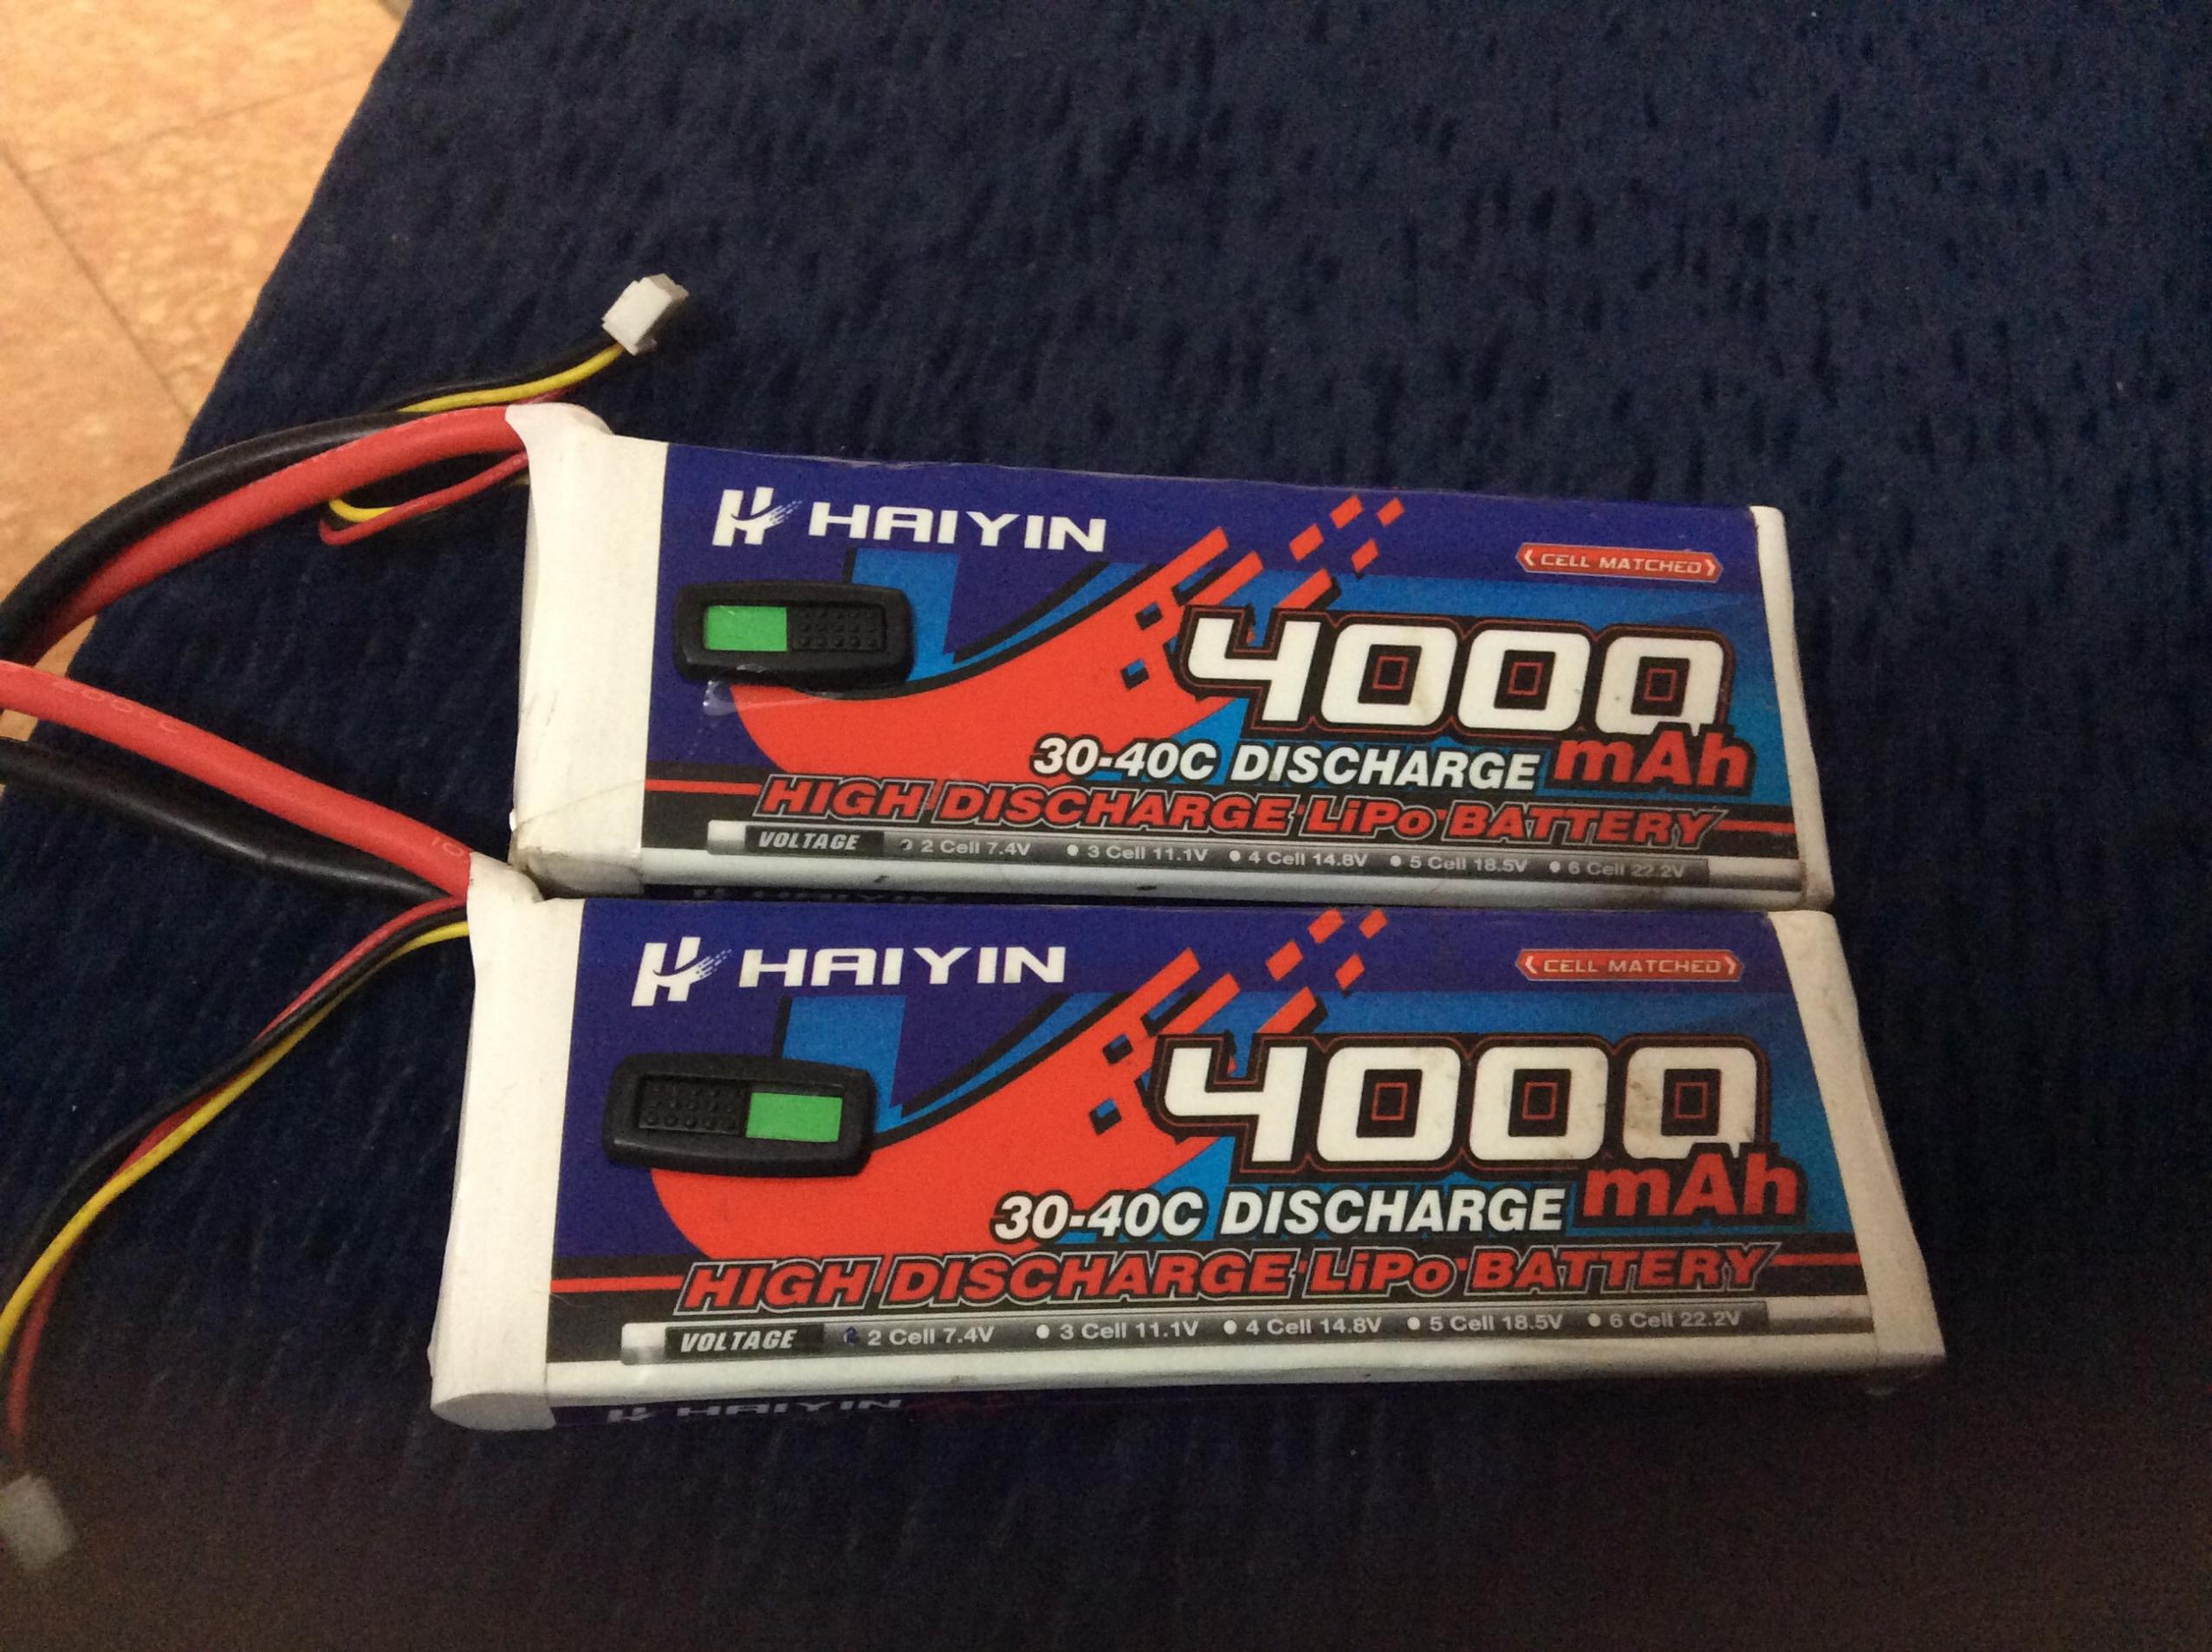 HAIYIN
CELL MATCHED
4000
mAh
30-40C DISCHARGE
HIGH DISCHARGE LiPo BATTERY
VOLTAGE 2 Cell 7.4V ● 3 Cell 11.1V ● 4 Cell 14.8V ● 5 Cell 18.5V ● 6 Cell 22.2V
HAIYIN
HAIYIN
CELL MATCHED
4000
mAh
30-40C DISCHARGE
HIGH DISCHARGE LiPo BATTERY
VOLTAGE 2 Cell 7.4V ● 3 Cell 11.1V ● 4 Cell 14.8V ● 5 Cell 18.5V ● 6 Cell 22.2V
HAIYIN